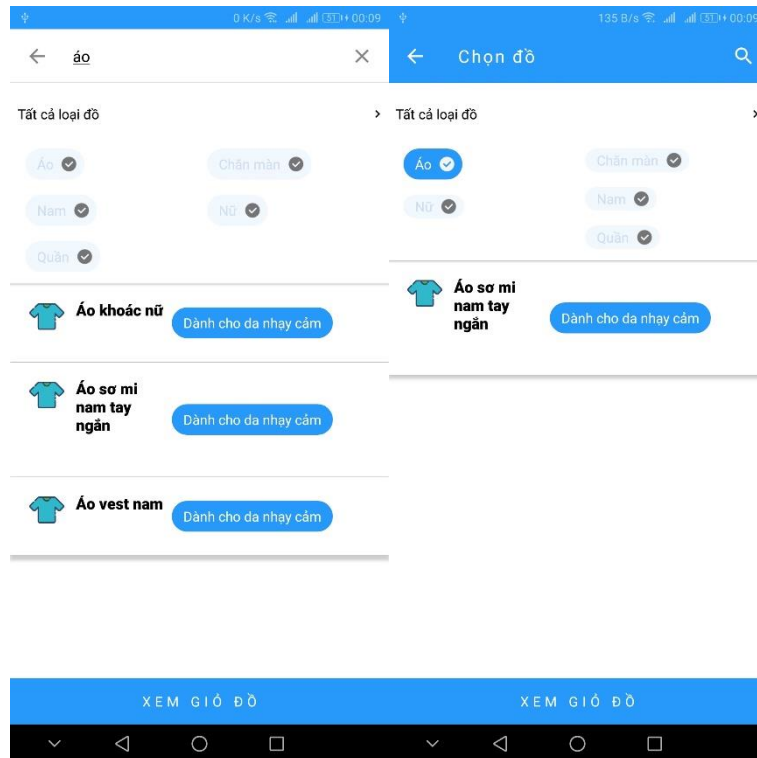 0 K/s 51 00:09
áo
Tất cả loại đồ
Áo
Chăn màn
Nam
Nữ
Quần
Áo khoác nữ
Dành cho da nhạy cảm
Áo sơ mi
nam tay
ngắn
Dành cho da nhạy cảm
Áo vest nam
Dành cho da nhạy cảm
XEM GIỎ ĐỒ
135 B/s 51 00:09
Chọn đồ
Tất cả loại đồ
Áo
Chăn màn
Nữ
Nam
Quần
Áo sơ mi
nam tay
ngắn
Dành cho da nhạy cảm
XEM GIỎ ĐỒ